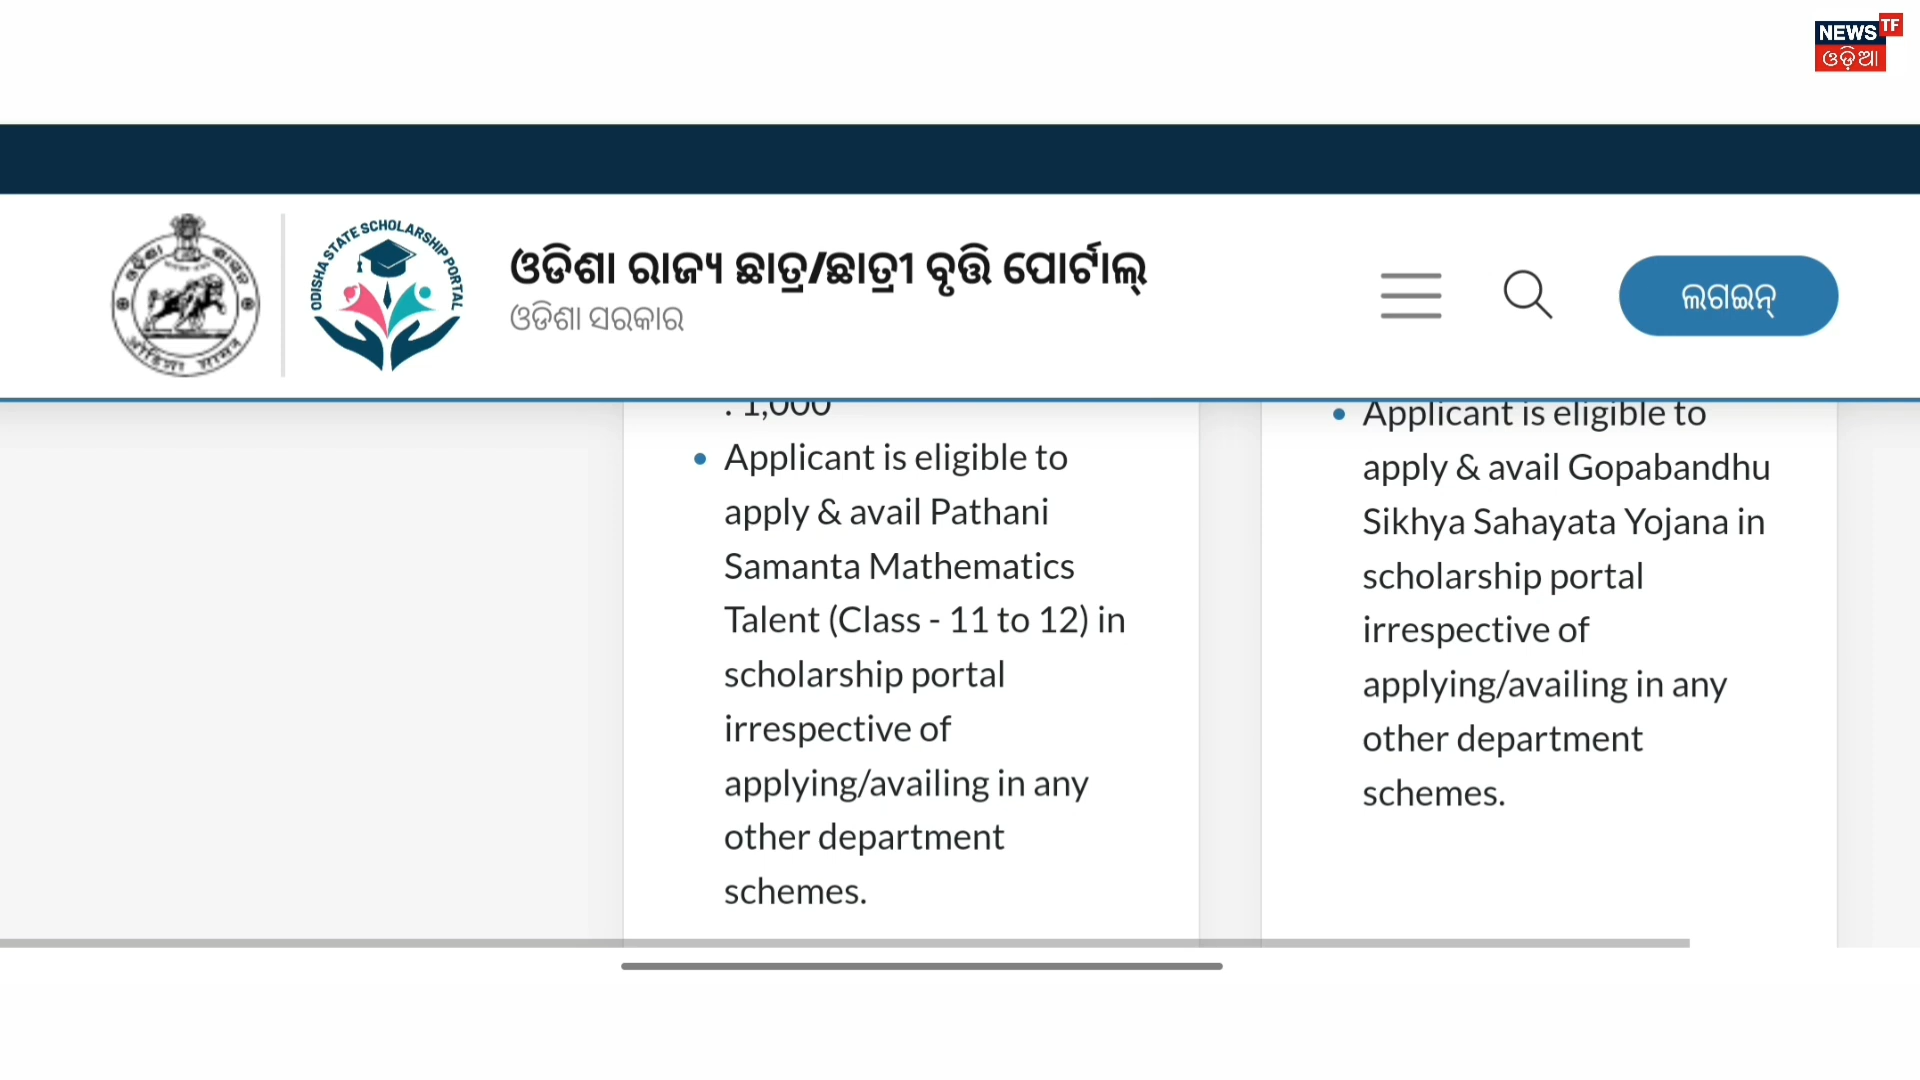 NEWS TF
ଓଡ଼ିଆ
ODISHA STATE SCHOLARSHIP PORTAL
ଓଡିଶା ରାଜ୍ୟ ଛାତ୍ର/ଛାତ୍ରୀ ବୃତ୍ତି ପୋର୍ଟାଲ୍
ଓଡିଶା ସରକାର
ଲଗଇନ୍
: 1,000
Applicant is eligible to
apply & avail Pathani
Samanta Mathematics
Talent (Class - 11 to 12) in
scholarship portal
irrespective of
applying/availing in any
other department
schemes.
Applicant is eligible to
apply & avail Gopabandhu
Sikhya Sahayata Yojana in
scholarship portal
irrespective of
applying/availing in any
other department
schemes.